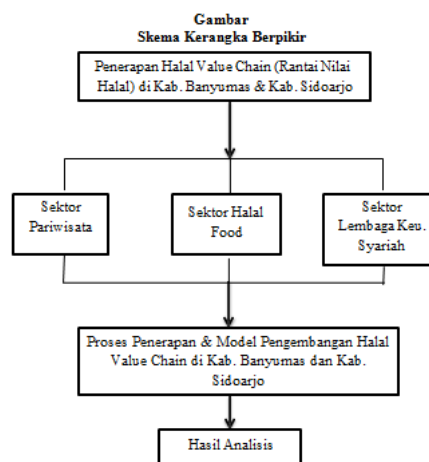 Gambar
Skema Kerangka Berpikir
Penerapan Halal Value Chain (Rantai Nilai
Halal) di Kab. Banyumas & Kab. Sidoarjo
Sektor
Pariwisata
Sektor Halal
Food
Sektor
Lembaga Keu.
Syariah
Proses Penerapan & Model Pengembangan Halal
Value Chain di Kab. Banyumas dan Kab.
Sidoarjo
Hasil Analisis